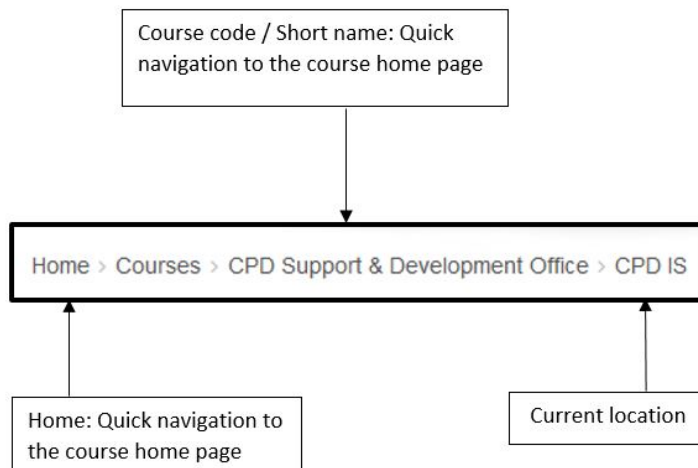 Course code / Short name: Quick
navigation to the course home page
Home > Courses > CPD Support & Development Office > CPD IS
Home: Quick navigation to
the course home page
Current location